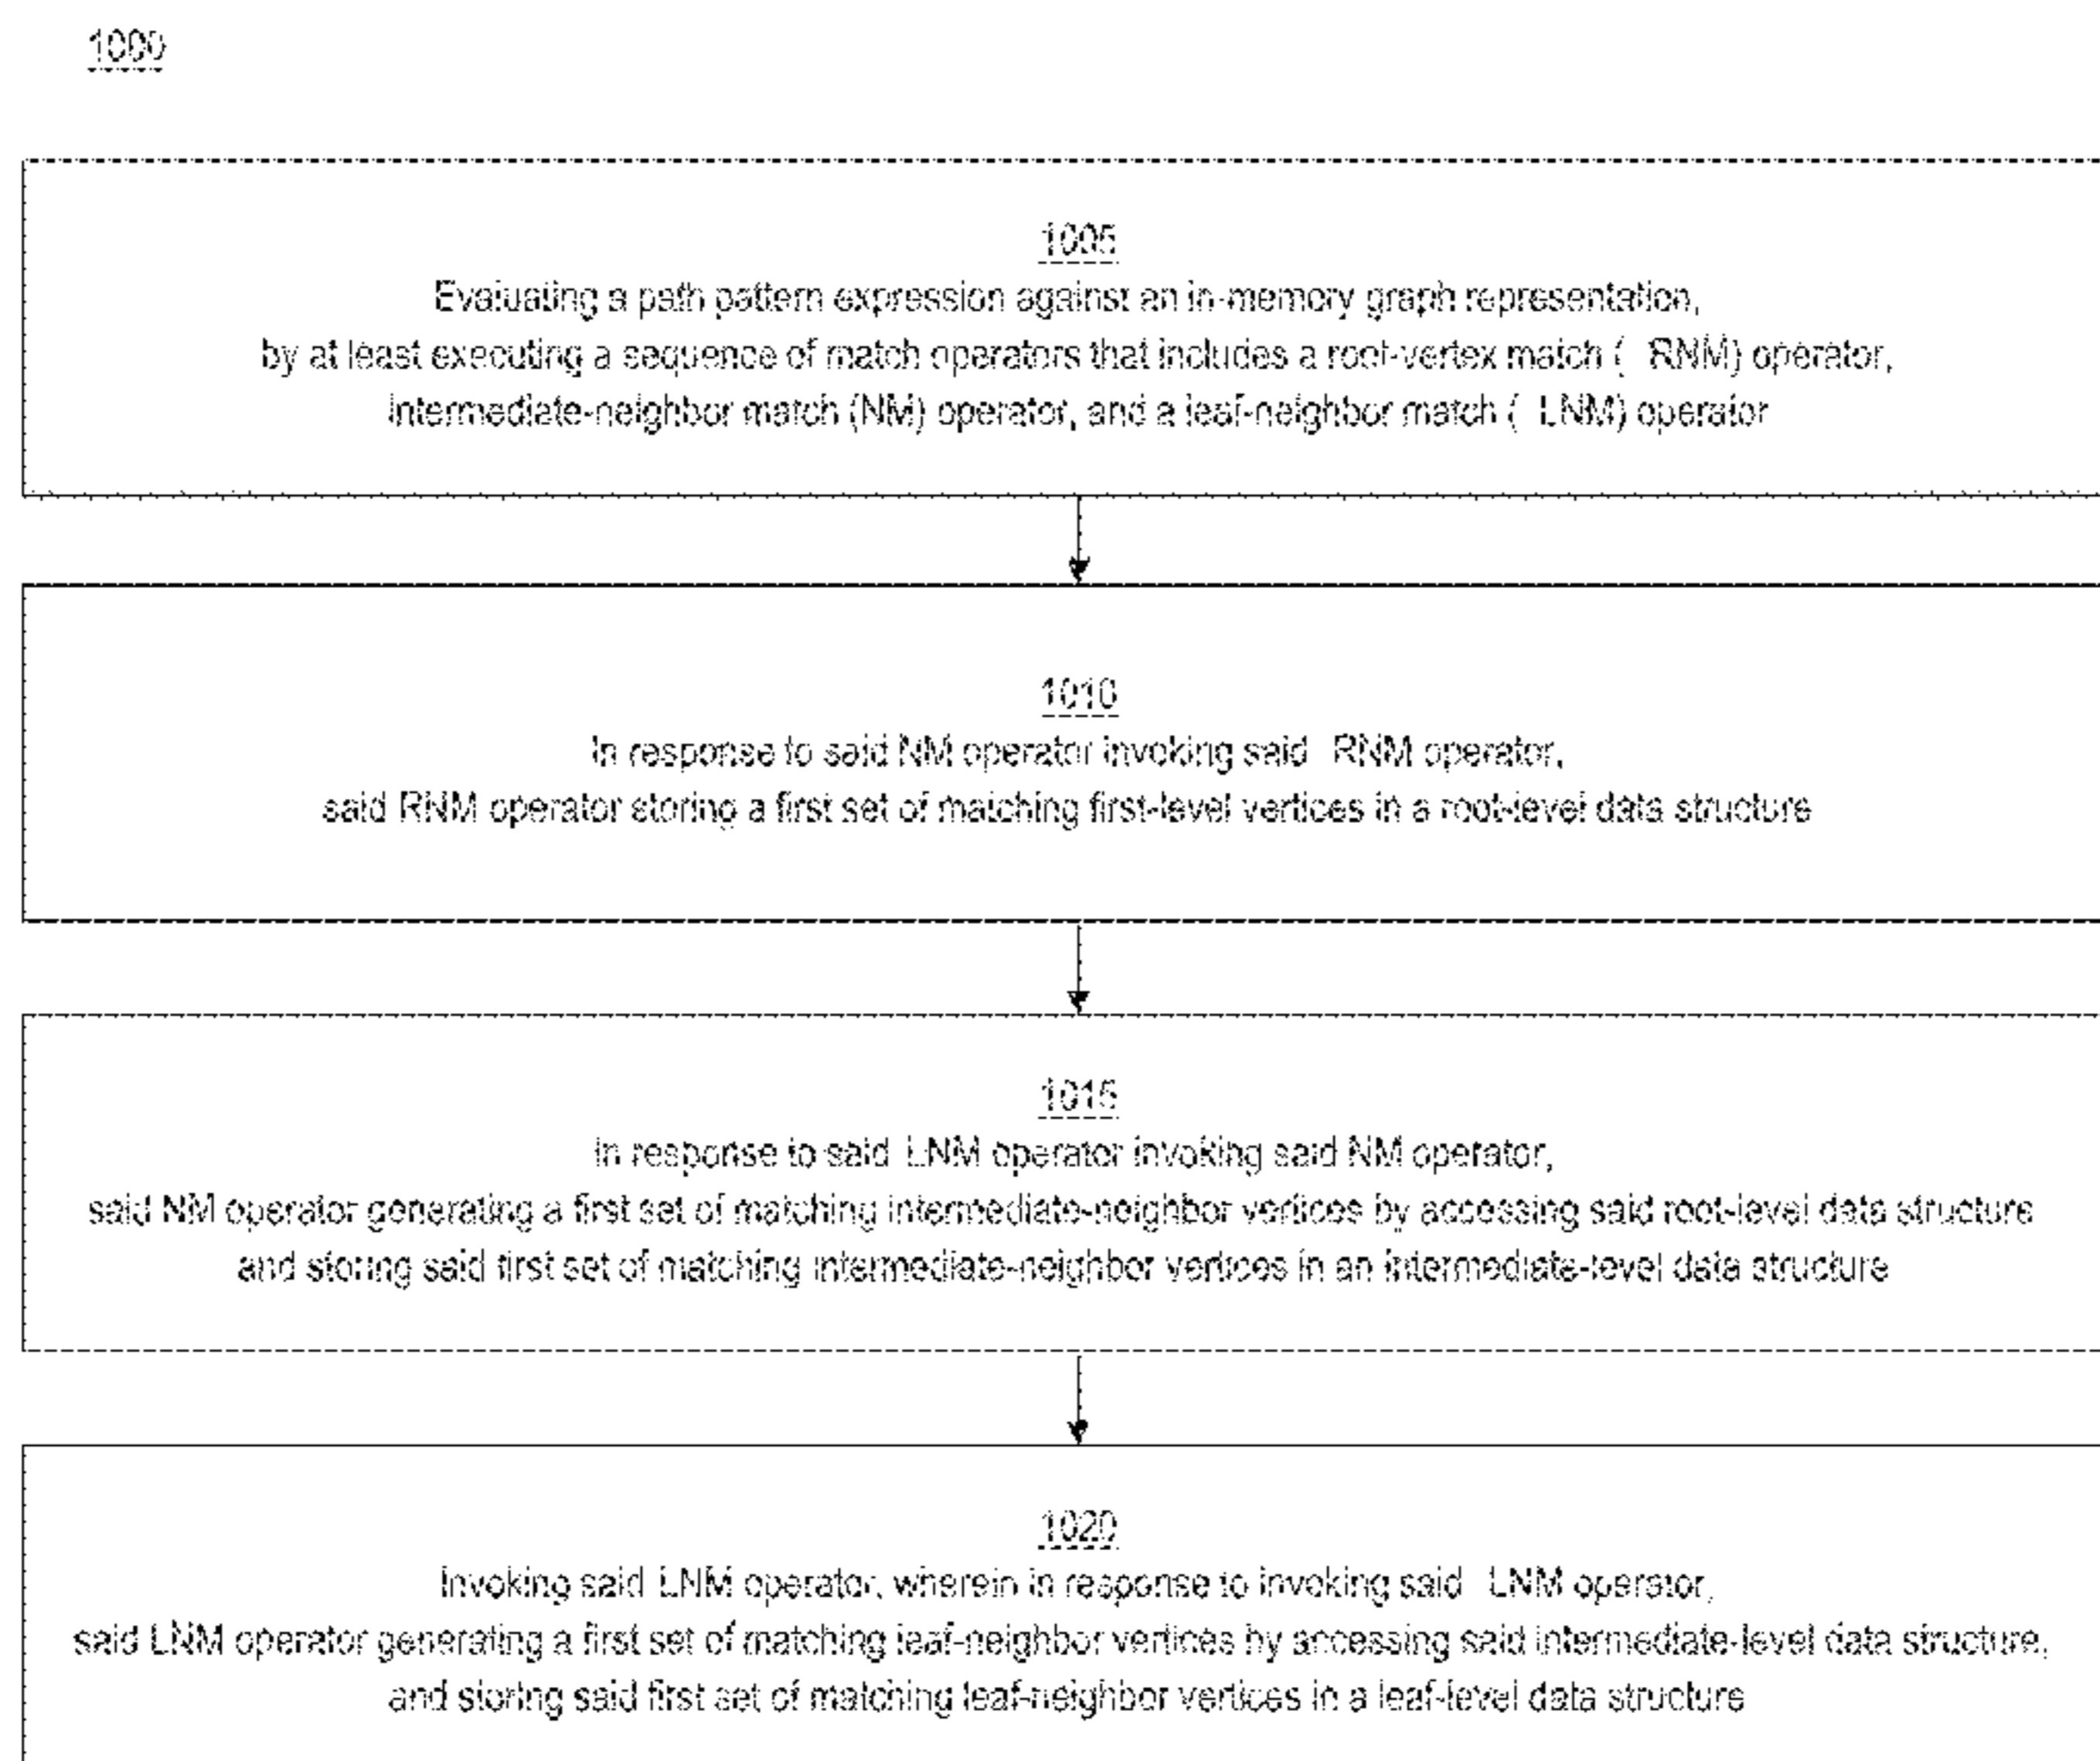 1000
1005
Evaluating a path pattern expression against an in-memory graph representation,
by at least executing a sequence of match operators that includes a root-vertex match ( RNM) operator,
intermediate-neighbor match (NM) operator, and a leaf-neighbor match ( LNM) operator
1010
In response to said NM operator invoking said RNM operator,
said RNM operator storing a first set of matching first-level vertices in a root-level data structure
1015
In response to said LNM operator invoking said NM operator,
said NM operator generating a first set of matching intermediate-neighbor vertices by accessing said root-level data structure
and storing said first set of matching intermediate-neighbor vertices in an intermediate-level data structure
1020
Invoking said LNM operator, wherein in response to invoking said LNM operator,
said LNM operator generating a first set of matching leaf-neighbor vertices by accessing said intermediate-level data structure,
and storing said first set of matching leaf-neighbor vertices in a leaf-level data structure